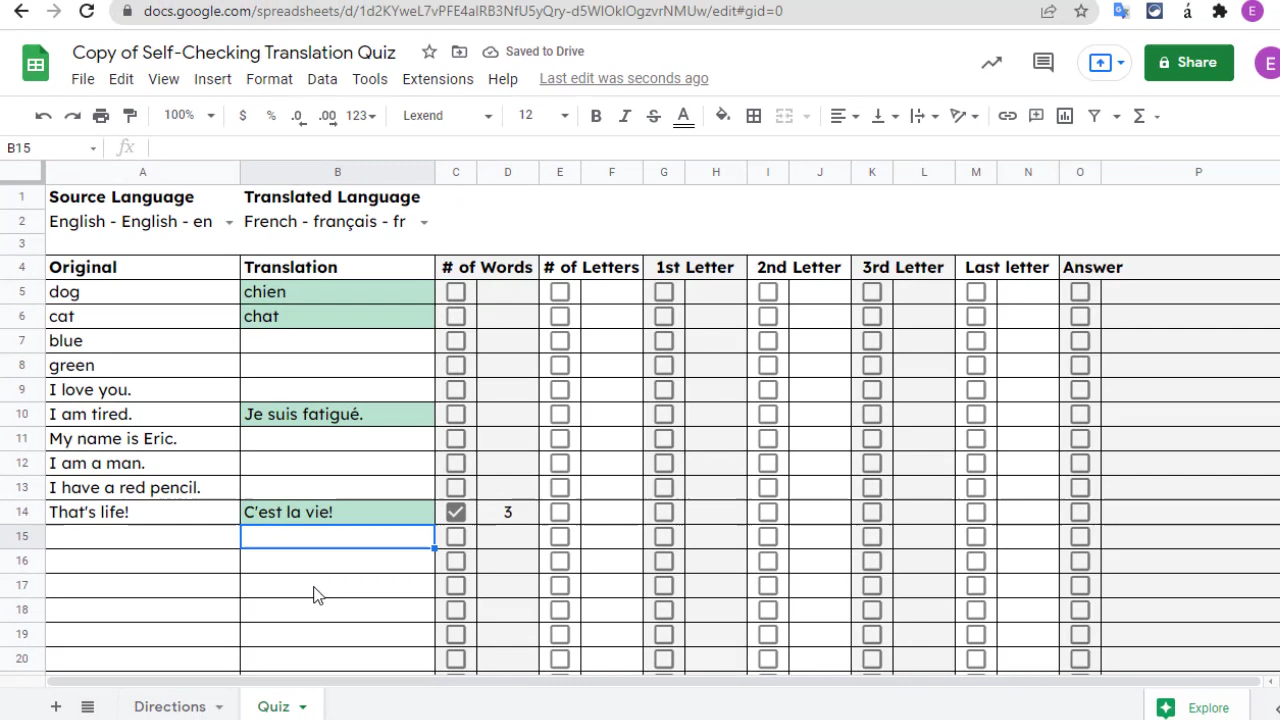 docs.google.com/spreadsheets/d/1d2KYweL7vPFE4alRB3NfU5yQry-d5WlOklOgzvrNMUw/edit#gid=0
á
E
Copy of Self-Checking Translation Quiz
Saved to Drive
File Edit View Insert Format Data Tools Extensions Help Last edit was seconds ago
Share
E
100% $ % .0 .00 123 Lexend 12 B I S A Σ
B15 fx
A B C D E F G H I J K L M N O P
1 Source Language Translated Language
2 English - English - en French - français - fr
3
4 Original Translation # of Words # of Letters 1st Letter 2nd Letter 3rd Letter Last letter Answer
5 dog chien
6 cat chat
7 blue
8 green
9 I love you.
10 I am tired. Je suis fatigué.
11 My name is Eric.
12 I am a man.
13 I have a red pencil.
14 That's life! C'est la vie! 3
15
16
17
18
19
20
Directions Quiz Explore